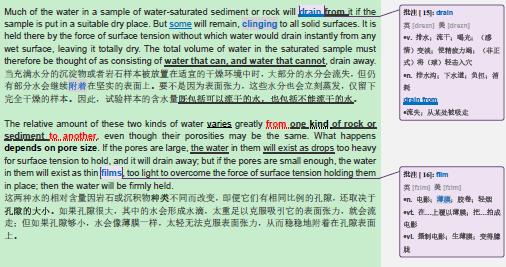 Much of the water in a sample of water-saturated sediment or rock will drain from it if the
sample is put in a suitable dry place. But some will remain, clinging to all solid surfaces. It is
held there by the force of surface tension without which water would drain instantly from any
wet surface, leaving it totally dry. The total volume of water in the saturated sample must
therefore be thought of as consisting of water that can, and water that cannot, drain away.
当充满水分的沉淀物或者岩石样本被放置在适宜的干燥环境中时，大部分的水分会流失，但仍
有部分水分会继续附着在坚实的表面上。要不是因为表面张力，这些水分也会立刻蒸发，仅留下
完全干燥的样本。因此，试验样本的含水量既包括可以流干的水，也包括不能流干的水。
The relative amount of these two kinds of water varies greatly from one kind of rock or
sediment to another, even though their porosities may be the same. What happens
depends on pore size. If the pores are large, the water in them will exist as drops too heavy
for surface tension to hold, and it will drain away; but if the pores are small enough, the water
in them will exist as thin films, too light to overcome the force of surface tension holding them
in place; then the water will be firmly held.
这两种水的相对含量因岩石或沉积物种类不同而改变，即便它们有相同比例的孔隙，还取决于
孔隙的大小。如果孔隙很大，其中的水会形成水滴，太重足以克服吸引它的表面张力，就会流
走；但如果孔隙够小，水会像薄膜一样，太轻无法克服表面张力，从而稳稳地附着在孔隙表面
上。
批注 [15]: drain
英 [dreɪn] 美 [dreɪn]
•v. 排水；流干；喝光；（感
情）变淡；使精疲力竭；（非正
式）将（球）轻击入穴
•n. 排水沟；下水道，负担；消
耗
drain from
•流失；从某处被耗走
批注 [16]: film
英 [fɪlm] 美 [fɪlm]
•n. 电影；薄膜；胶卷；轻烟
•vt. 在…上覆以薄膜；把…拍成
电影
•vi. 摄制电影；生薄膜；变得朦
胧